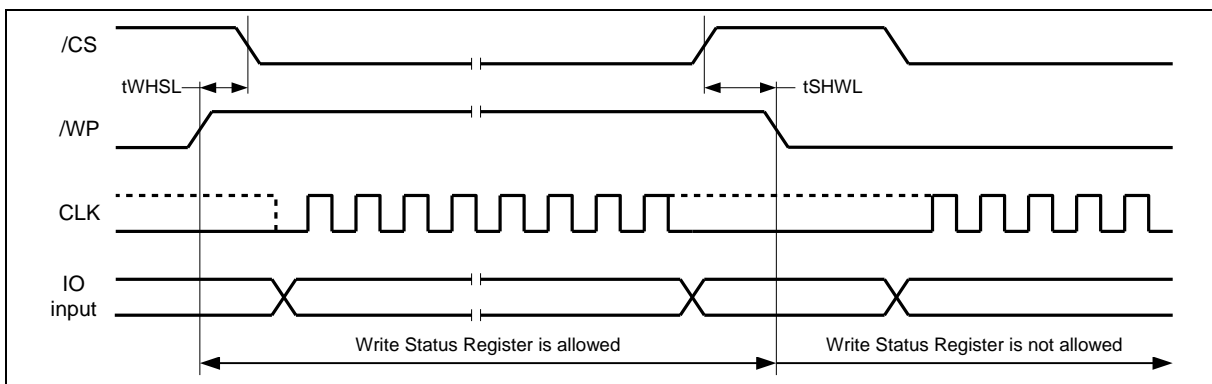 /CS
tWHSL
tSHWL
/WP
CLK
IO
input
Write Status Register is allowed
Write Status Register is not allowed